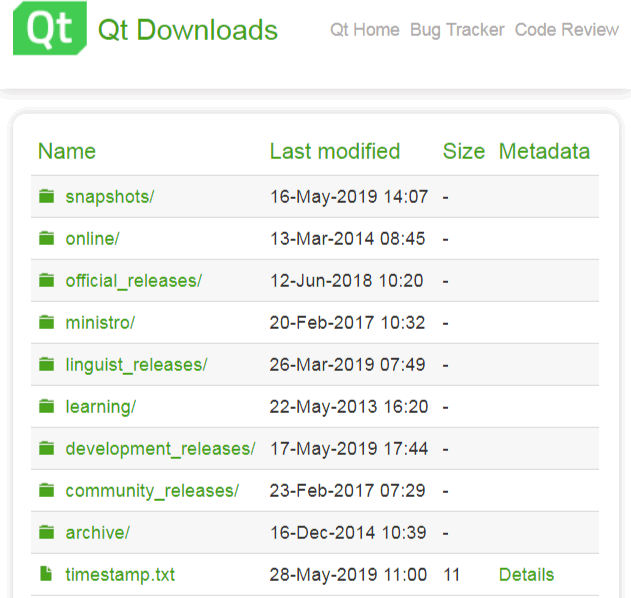 Qt Qt Downloads Qt Home Bug Tracker Code Review
Name Last modified Size Metadata
snapshots/ 16-May-2019 14:07 -
online/ 13-Mar-2014 08:45 -
official_releases/ 12-Jun-2018 10:20 -
ministro/ 20-Feb-2017 10:32 -
linguist_releases/ 26-Mar-2019 07:49 -
learning/ 22-May-2013 16:20 -
development_releases/ 17-May-2019 17:44 -
community_releases/ 23-Feb-2017 07:29 -
archive/ 16-Dec-2014 10:39 -
timestamp.txt 28-May-2019 11:00 11 Details